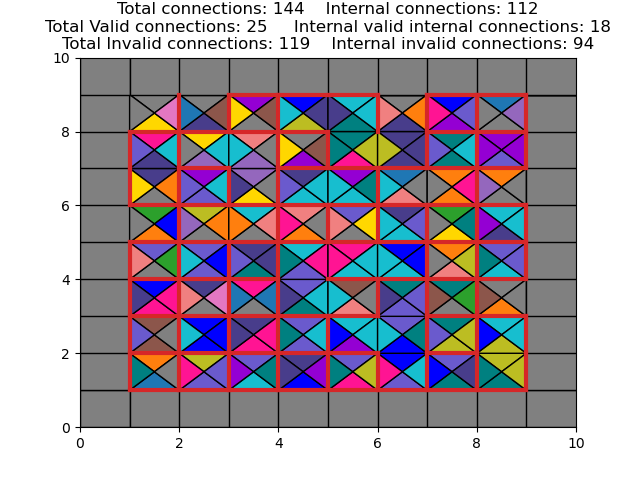 Total connections: 144    Internal connections: 112
Total Valid connections: 25     Internal valid internal connections: 18
Total Invalid connections: 119    Internal invalid connections: 94
10
8
6
4
2
0
0 2 4 6 8 10